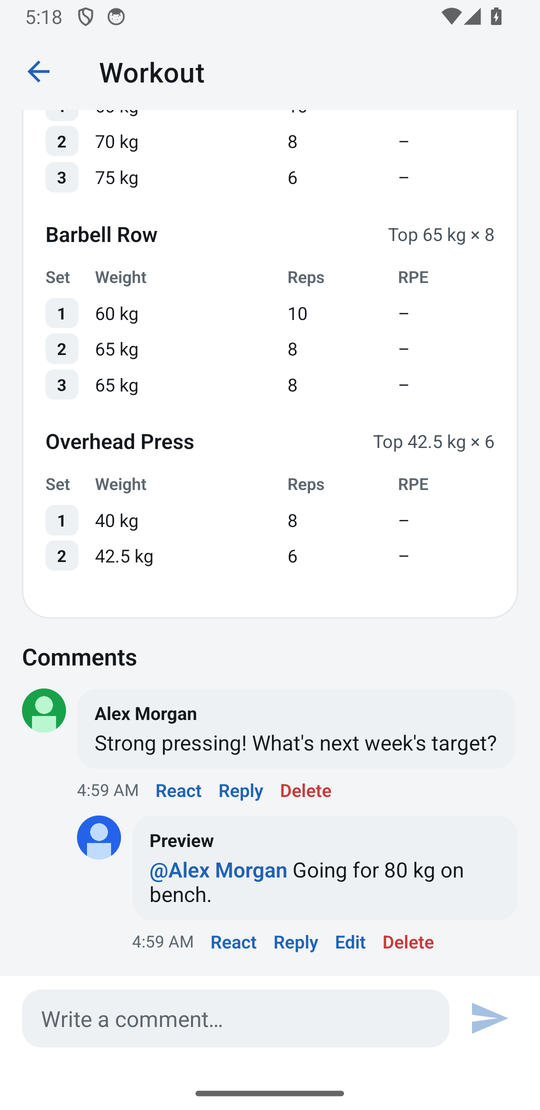 5:18
Workout
2 70 kg 8 –
3 75 kg 6 –
Barbell Row Top 65 kg × 8
Set Weight Reps RPE
1 60 kg 10 –
2 65 kg 8 –
3 65 kg 8 –
Overhead Press Top 42.5 kg × 6
Set Weight Reps RPE
1 40 kg 8 –
2 42.5 kg 6 –
Comments
Alex Morgan
Strong pressing! What's next week's target?
4:59 AM React Reply Delete
Preview
@Alex Morgan Going for 80 kg on
bench.
4:59 AM React Reply Edit Delete
Write a comment…